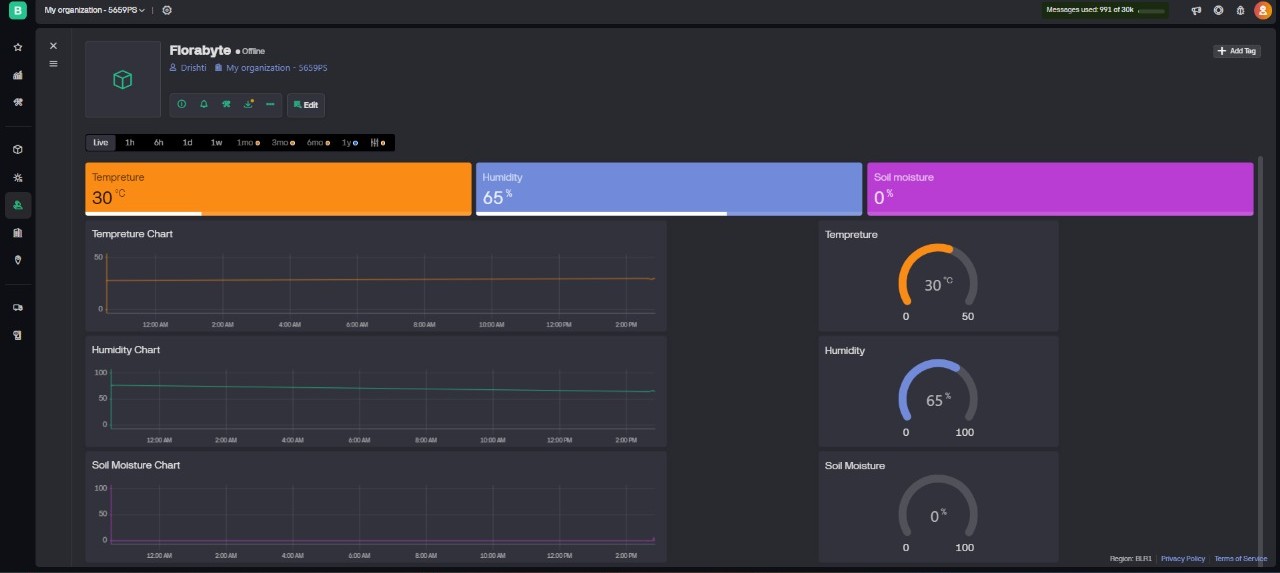 B My organization - 5659PS Messages used: 991 of 30k
Florabyte Offline
Drishti My organization - 5659PS
Add Tag
Edit
Live 1h 6h 1d 1w 1mo 3mo 6mo 1y
Tempreture
30 °C
Humidity
65 %
Soil moisture
0 %
Tempreture Chart
50
0
12:00 AM 2:00 AM 4:00 AM 6:00 AM 8:00 AM 10:00 AM 12:00 PM 2:00 PM
Tempreture
30 °C
0 50
Humidity Chart
100
50
0
12:00 AM 2:00 AM 4:00 AM 6:00 AM 8:00 AM 10:00 AM 12:00 PM 2:00 PM
Humidity
65 %
0 100
Soil Moisture Chart
100
50
0
12:00 AM 2:00 AM 4:00 AM 6:00 AM 8:00 AM 10:00 AM 12:00 PM 2:00 PM
Soil Moisture
0 %
0 100
Region: BLR1 Privacy Policy Terms of Service